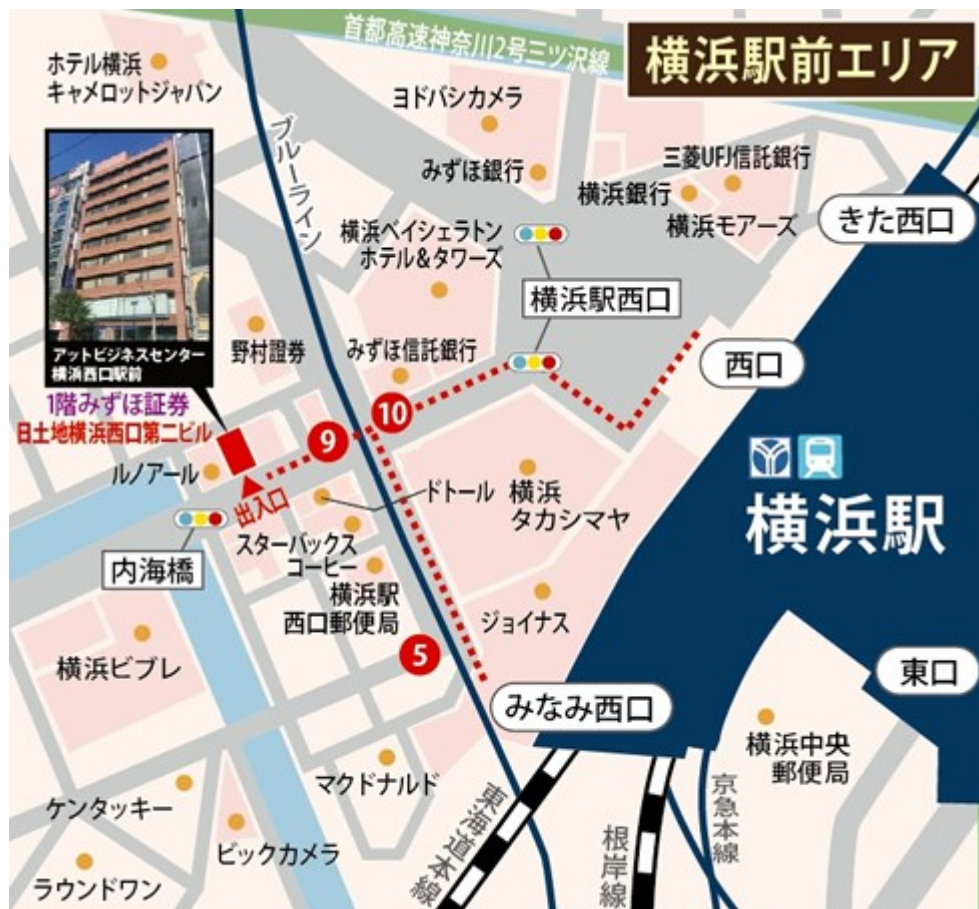 首都高速神奈川2号三ツ沢線
横浜駅前エリア
ホテル横浜
キャメロットジャパン
ヨドバシカメラ
ブルーライン
みずほ銀行
三菱UFJ信託銀行
横浜銀行
横浜モアーズ
きた西口
横浜ベイシェラトン
ホテル&タワーズ
横浜駅西口
アットビジネスセンター
横浜西口駅前
野村證券
みずほ信託銀行
西口
1階みずほ証券
日土地横浜西口第二ビル
10
9
ルノアール
出入口
ドトール
横浜
タカシマヤ
横浜駅
内海橋
スターバックス
コーヒー
横浜駅
西口郵便局
ジョイナス
5
横浜ビブレ
東口
みなみ西口
横浜中央
郵便局
マクドナルド
ケンタッキー
東海道本線
根岸線
京急本線
ビックカメラ
ラウンドワン